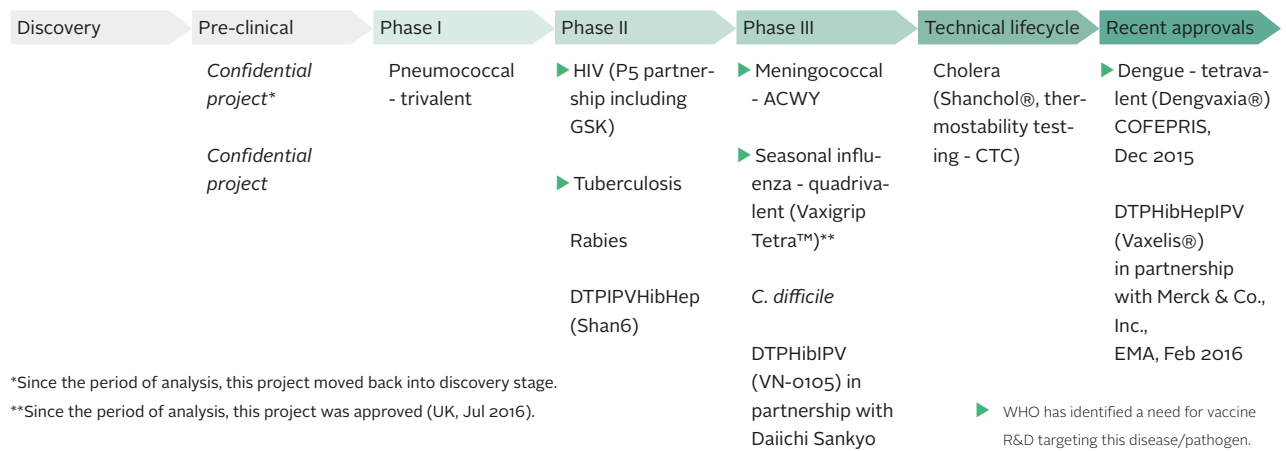 Discovery
Pre-clinical
Phase I
Phase II
Phase III
Technical lifecycle
Recent approvals
Confidential
project*
Confidential
project
Pneumococcal
- trivalent
HIV (P5 partner-
ship including
GSK)
Tuberculosis
Rabies
DTPIPVHibHep
(Shan6)
Meningococcal
- ACWY
Seasonal influ-
enza - quadriva-
lent (Vaxigrip
Tetra™)**
C. difficile
DTPHibIPV
(VN-0105) in
partnership with
Daiichi Sankyo
Cholera
(Shanchol®, ther-
mostability test-
ing - CTC)
Dengue - tetrava-
lent (Dengvaxia®)
COFEPRIS,
Dec 2015
DTPHibHepIPV
(Vaxelis®)
in partnership
with Merck & Co.,
Inc.,
EMA, Feb 2016
*Since the period of analysis, this project moved back into discovery stage.
**Since the period of analysis, this project was approved (UK, Jul 2016).
WHO has identified a need for vaccine
R&D targeting this disease/pathogen.